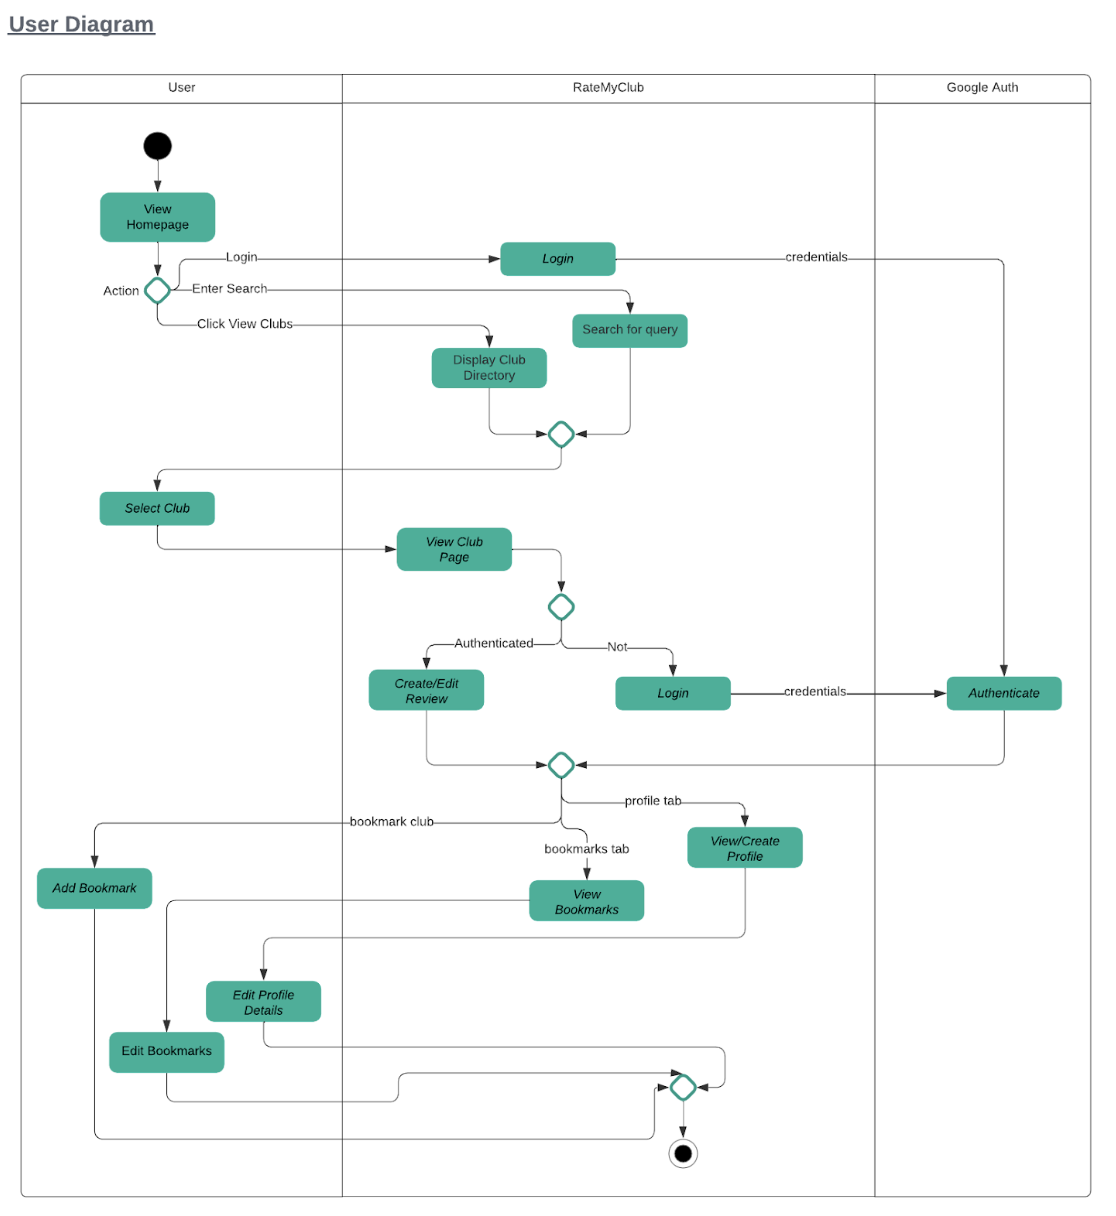 User Diagram
User
RateMyClub
Google Auth
View
Homepage
Login
Login
credentials
Action
Enter Search
Click View Clubs
Search for query
Display Club
Directory
Select Club
View Club
Page
Authenticated
Not
Create/Edit
Review
Login
credentials
Authenticate
profile tab
bookmark club
bookmarks tab
View/Create
Profile
Add Bookmark
View
Bookmarks
Edit Profile
Details
Edit Bookmarks